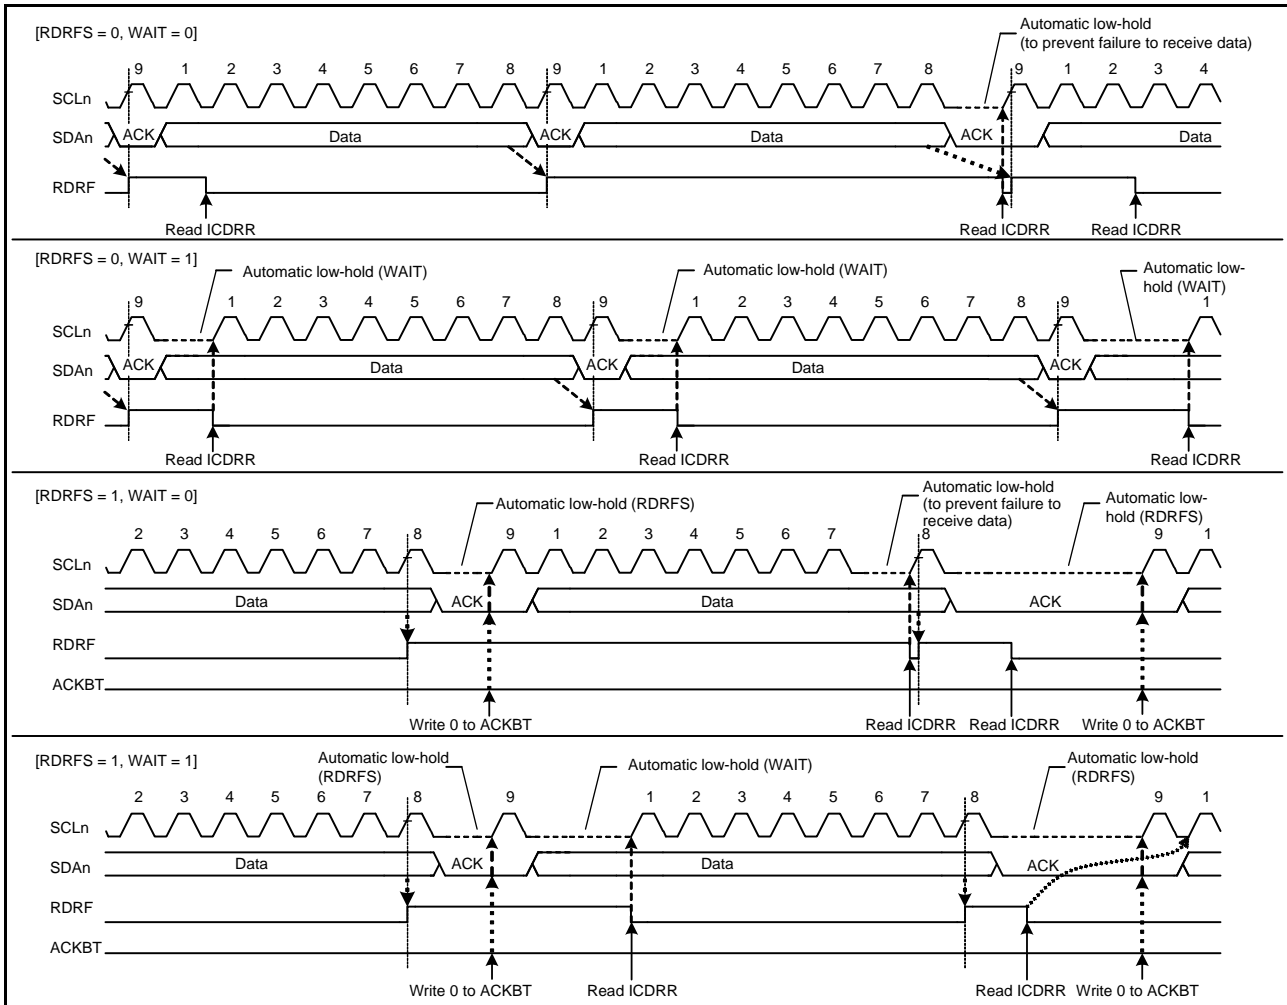 [RDRFS = 0, WAIT = 0]
Automatic low-hold
(to prevent failure to receive data)
9 1 2 3 4 5 6 7 8 9 1 2 3 4 5 6 7 8 9 1 2 3 4
SCLn
SDAn ACK Data ACK Data ACK Data
RDRF
Read ICDRR Read ICDRR Read ICDRR
[RDRFS = 0, WAIT = 1]
Automatic low-hold (WAIT) Automatic low-hold (WAIT) Automatic low-
hold (WAIT)
9 1 2 3 4 5 6 7 8 9 1 2 3 4 5 6 7 8 9 1
SCLn
SDAn ACK Data ACK Data ACK
RDRF
Read ICDRR Read ICDRR Read ICDRR
[RDRFS = 1, WAIT = 0]
Automatic low-hold (RDRFS) Automatic low-hold
(to prevent failure to
receive data) Automatic low-
hold (RDRFS)
2 3 4 5 6 7 8 9 1 2 3 4 5 6 7 8 9 1
SCLn
SDAn Data ACK Data ACK
RDRF
ACKBT
Write 0 to ACKBT Read ICDRR Read ICDRR Write 0 to ACKBT
[RDRFS = 1, WAIT = 1]
Automatic low-hold
(RDRFS) Automatic low-hold (WAIT) Automatic low-hold
(RDRFS)
2 3 4 5 6 7 8 9 1 2 3 4 5 6 7 8 9 1
SCLn
SDAn Data ACK Data ACK
RDRF
ACKBT
Write 0 to ACKBT Read ICDRR Read ICDRR Write 0 to ACKBT